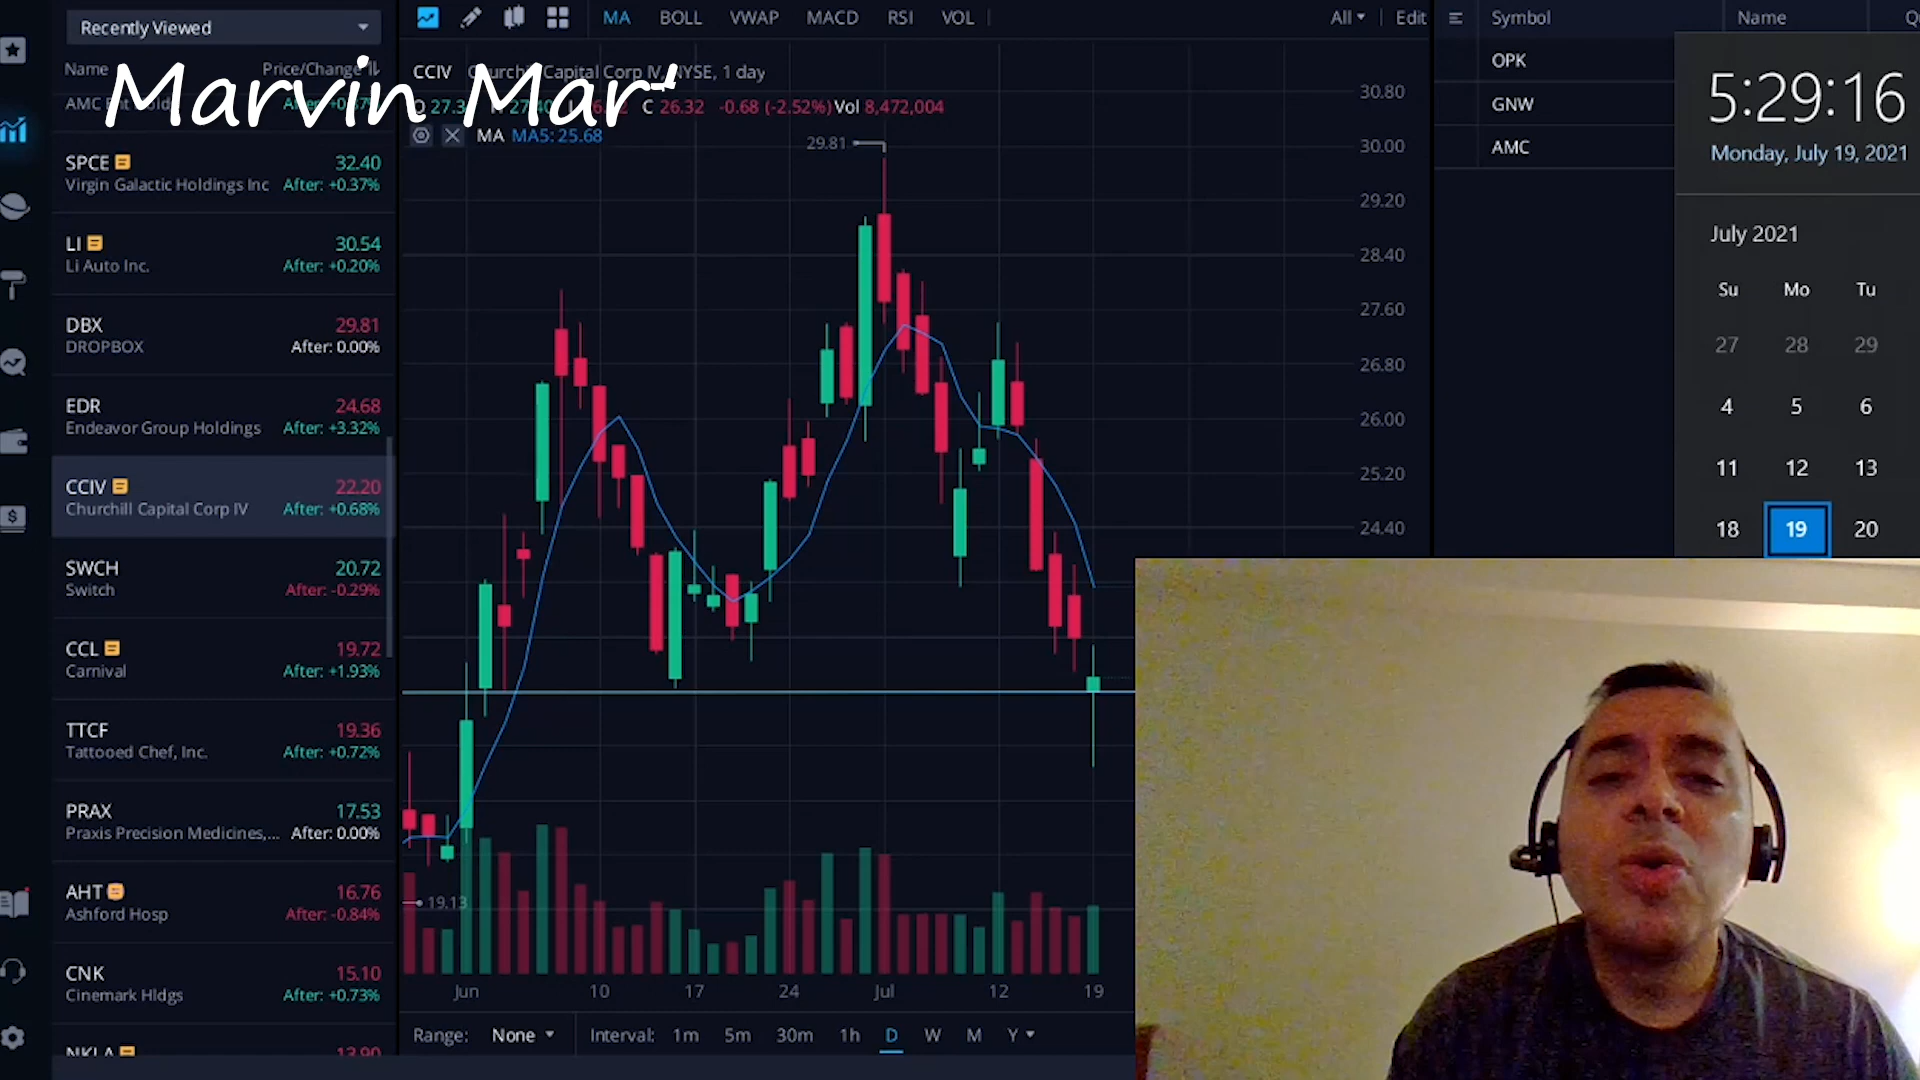 Recently Viewed
Name Price/Change
AMC Ent Hold
SPCE 32.40
Virgin Galactic Holdings Inc After: +0.37%
LI 30.54
Li Auto Inc. After: +0.20%
DBX 29.81
DROPBOX After: 0.00%
EDR 24.68
Endeavor Group Holdings After: +3.32%
CCIV 22.20
Churchill Capital Corp IV After: +0.68%
SWCH 20.72
Switch After: -0.29%
CCL 19.72
Carnival After: +1.93%
TTCF 19.36
Tattooed Chef, Inc. After: +0.72%
PRAX 17.53
Praxis Precision Medicines,... After: 0.00%
AHT 16.76
Ashford Hosp After: -0.84%
CNK 15.10
Cinemark Hldgs After: +0.73%
NKLA 13.90
Marvin Mar
MA BOLL VWAP MACD RSI VOL
All Edit
CCIV Churchill Capital Corp IV, NYSE, 1 day
C 26.32 -0.68 (-2.52%) Vol 8,472,004
MA MA5: 25.68
29.81
19.13
30.80
30.00
29.20
28.40
27.60
26.80
26.00
25.20
24.40
Jun 10 17 24 Jul 12 19
Range: None Interval: 1m 5m 30m 1h D W M Y
Symbol Name Q
OPK
GNW
AMC
5:29:16
Monday, July 19, 2021
July 2021
Su Mo Tu
27 28 29
4 5 6
11 12 13
18 19 20